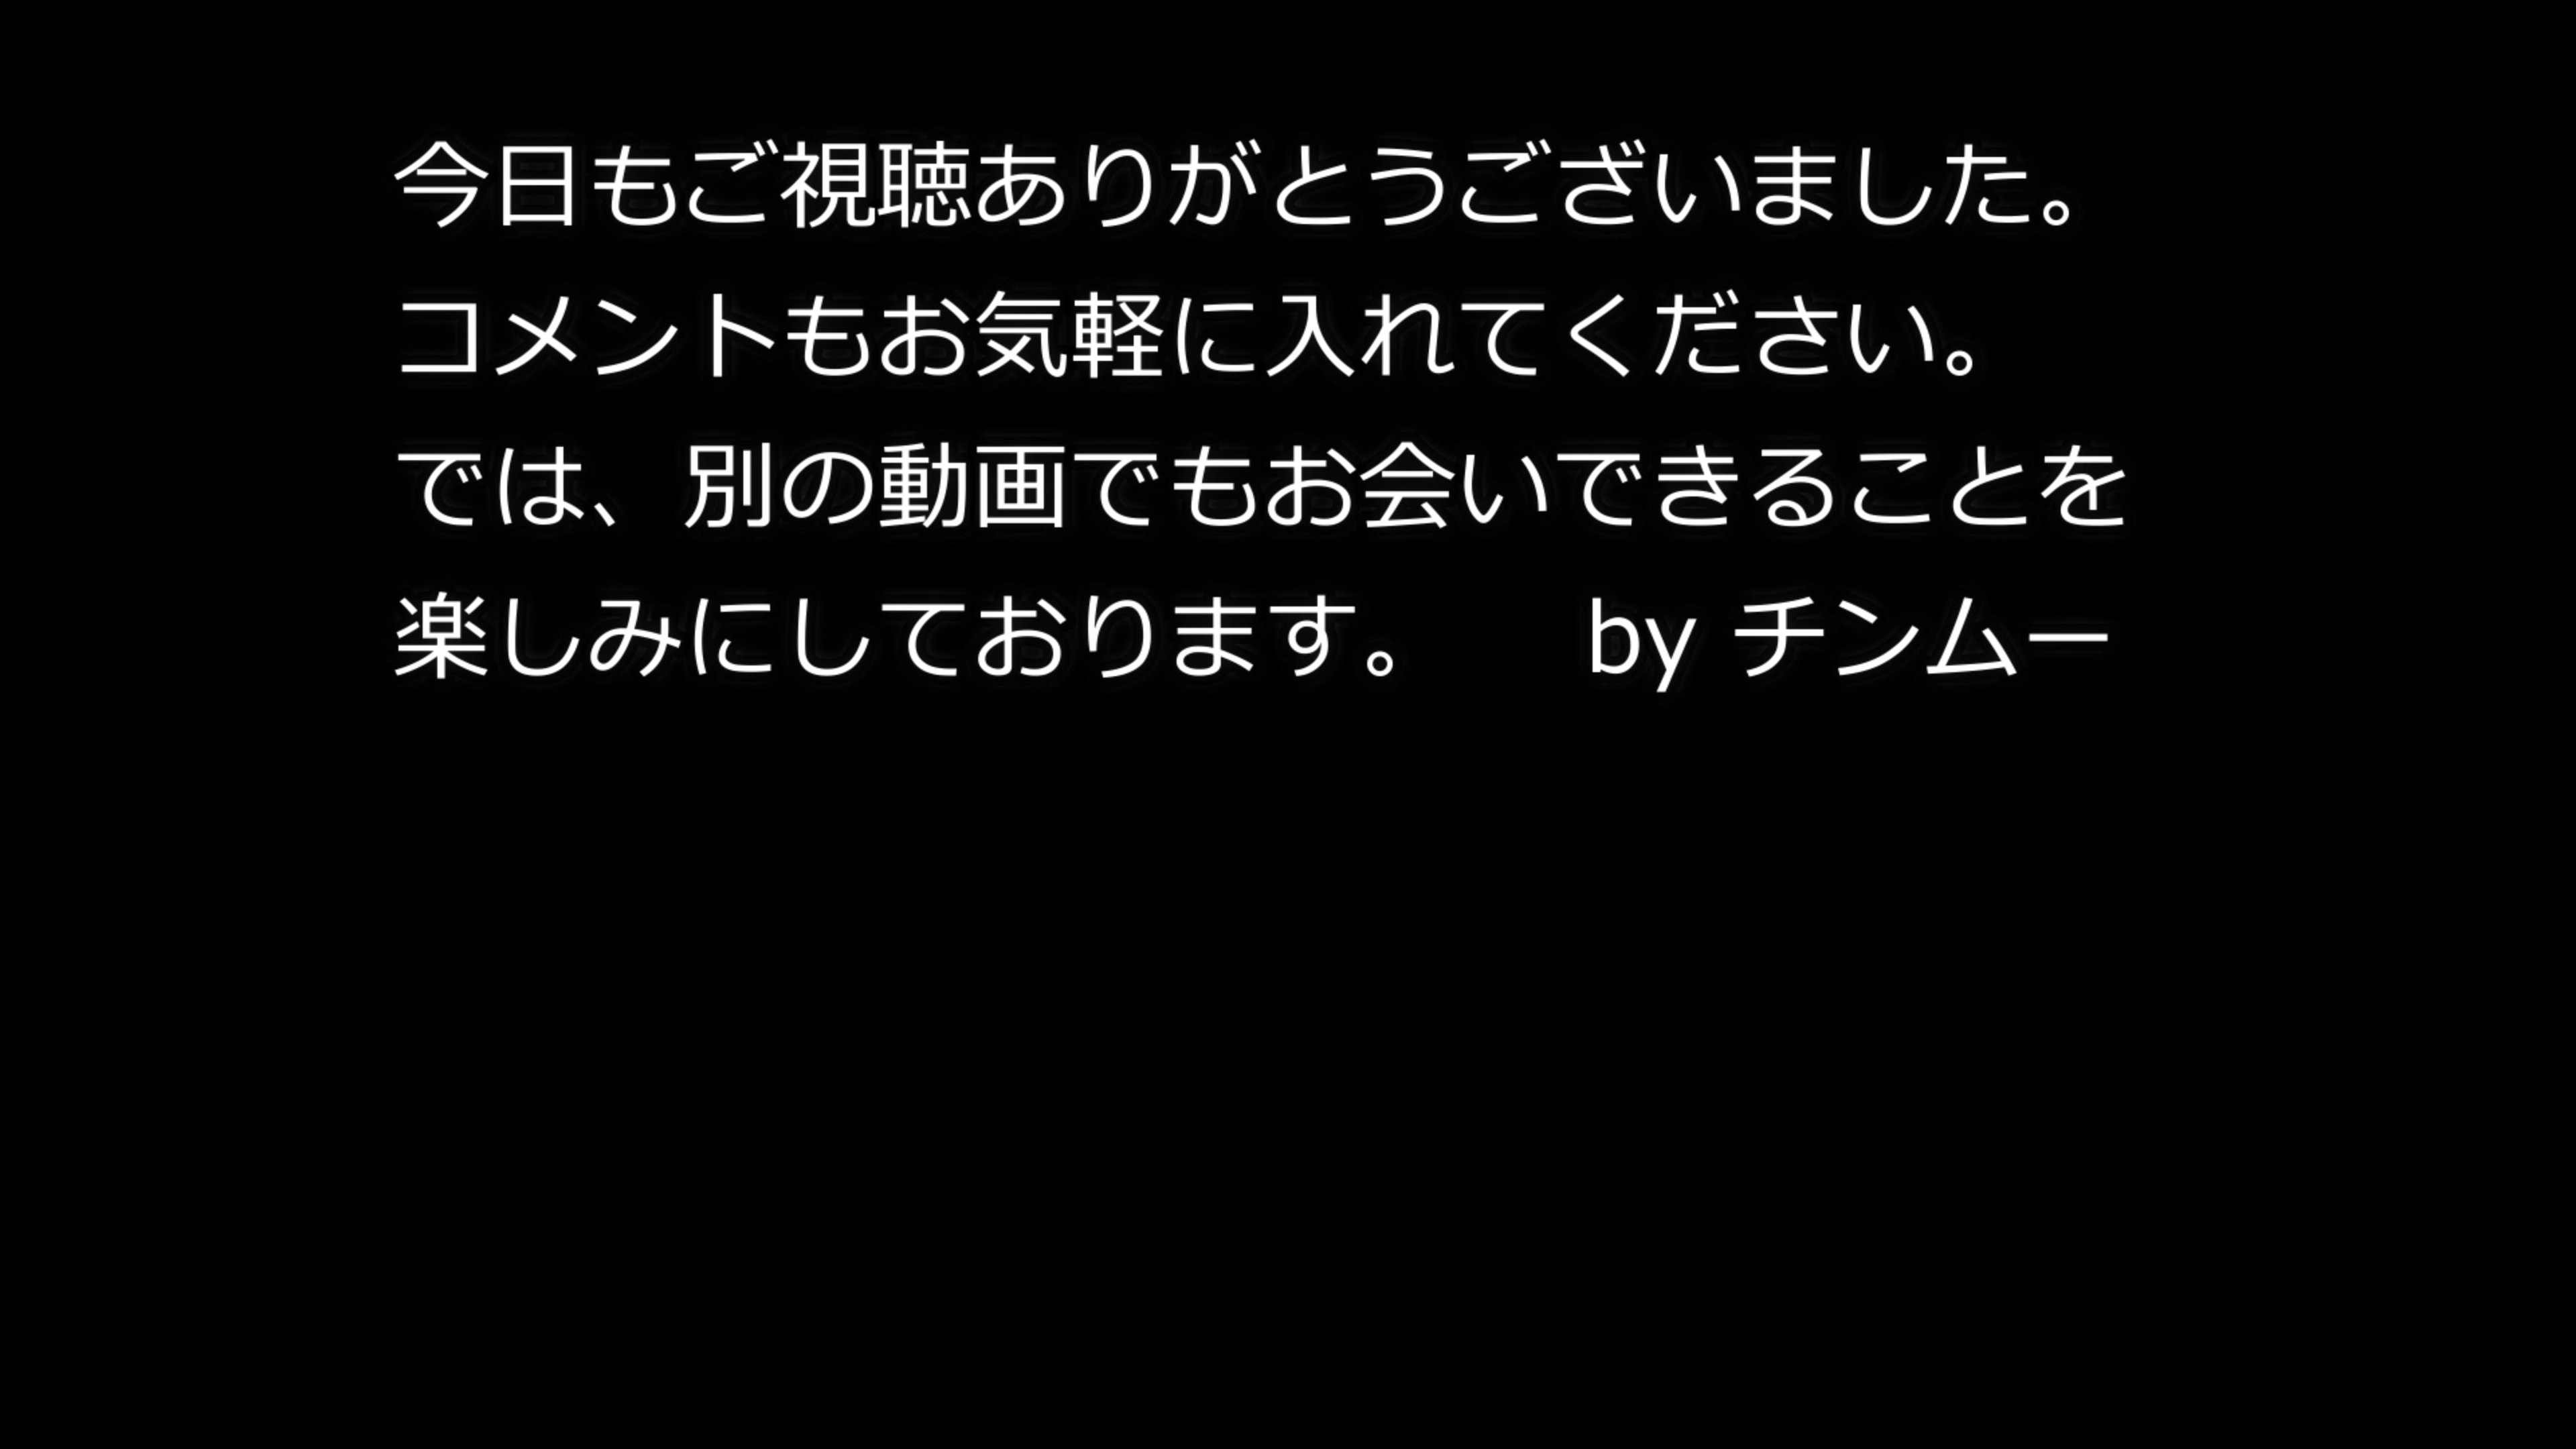 今日もご視聴ありがとうございました。
コメントもお気軽に入れてください。
では、別の動画でもお会いできることを
楽しみにしております。　　by チンムー